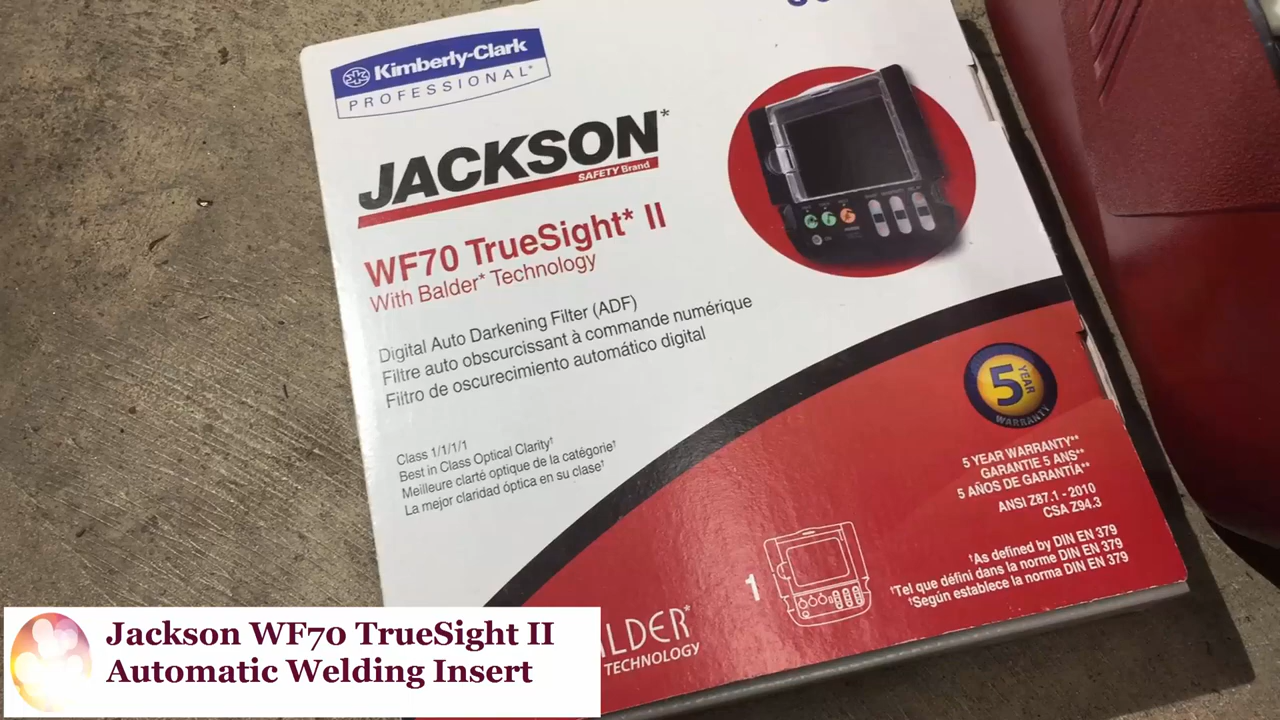 Kimberly-Clark
PROFESSIONAL*
JACKSON*
SAFETY Brand
WF70 TrueSight* II
With Balder* Technology
Digital Auto Darkening Filter (ADF)
Filtre auto obscurcissant à commande numérique
Filtro de oscurecimiento automático digital
Class 1/1/1/1
Best in Class Optical Clarity†
Meilleure clarté optique de la catégorie†
La mejor claridad óptica en su clase†
5
YEAR
WARRANTY
5 YEAR WARRANTY**
GARANTIE 5 ANS**
5 AÑOS DE GARANTÍA**
ANSI Z87.1 - 2010
CSA Z94.3
†As defined by DIN EN 379
†Tel que défini dans la norme DIN EN 379
†Según establece la norma DIN EN 379
1
ALDER*
TECHNOLOGY
Jackson WF70 TrueSight II
Automatic Welding Insert